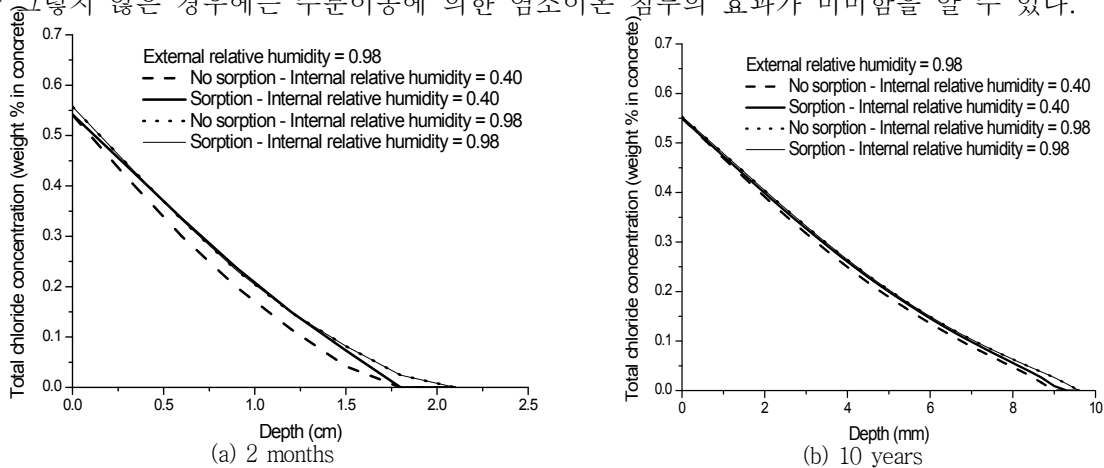 그렇지 않은 경우에는 수분이동에 의한 염소이온 침투의 효과가 미미함을 알 수 있다.
External relative humidity = 0.98
No sorption - Internal relative humidity = 0.40
Sorption - Internal relative humidity = 0.40
No sorption - Internal relative humidity = 0.98
Sorption - Internal relative humidity = 0.98
Total chloride concentration (weight % in concrete)
0.7
0.6
0.5
0.4
0.3
0.2
0.1
0.0
0.0 0.5 1.0 1.5 2.0 2.5
Depth (cm)
(a) 2 months
External relative humidity = 0.98
No sorption - Internal relative humidity = 0.40
Sorption - Internal relative humidity = 0.40
No sorption - Internal relative humidity = 0.98
Sorption - Internal relative humidity = 0.98
Total chloride concentration (weight % in concrete)
0.7
0.6
0.5
0.4
0.3
0.2
0.1
0.0
0 2 4 6 8 10
Depth (mm)
(b) 10 years